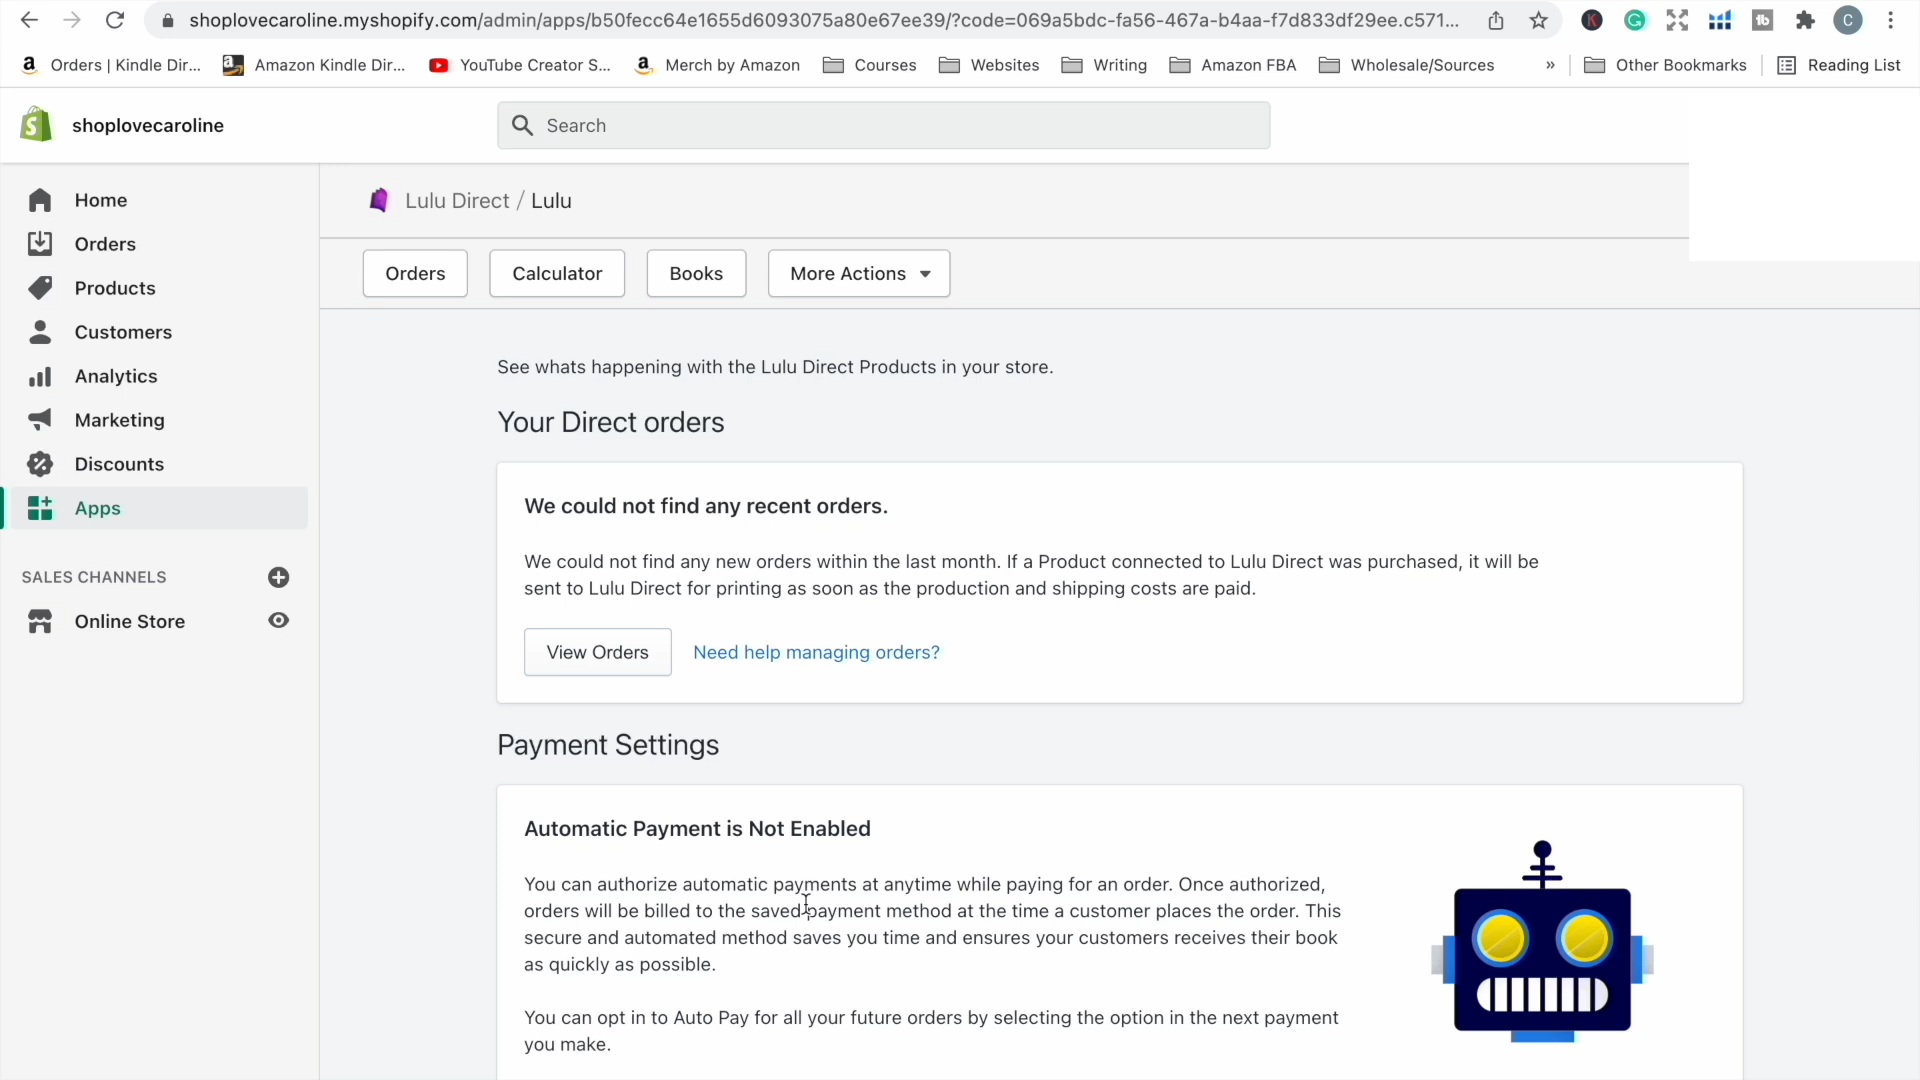 shoplovecaroline.myshopify.com/admin/apps/b50fecc64e1655d6093075a80e67ee39/?code=069a5bdc-fa56-467a-b4aa-f7d833df29ee.c571...
K
G
tb
C
Orders | Kindle Dir...
Amazon Kindle Dir...
YouTube Creator S...
Merch by Amazon
Courses
Websites
Writing
Amazon FBA
Wholesale/Sources
»
Other Bookmarks
Reading List
shoplovecaroline
Search
Home
Orders
Products
Customers
Analytics
Marketing
Discounts
Apps
SALES CHANNELS
Online Store
Lulu Direct / Lulu
Orders
Calculator
Books
More Actions
See whats happening with the Lulu Direct Products in your store.
Your Direct orders
We could not find any recent orders.
We could not find any new orders within the last month. If a Product connected to Lulu Direct was purchased, it will be
sent to Lulu Direct for printing as soon as the production and shipping costs are paid.
View Orders
Need help managing orders?
Payment Settings
Automatic Payment is Not Enabled
You can authorize automatic payments at anytime while paying for an order. Once authorized,
orders will be billed to the saved payment method at the time a customer places the order. This
secure and automated method saves you time and ensures your customers receives their book
as quickly as possible.
You can opt in to Auto Pay for all your future orders by selecting the option in the next payment
you make.